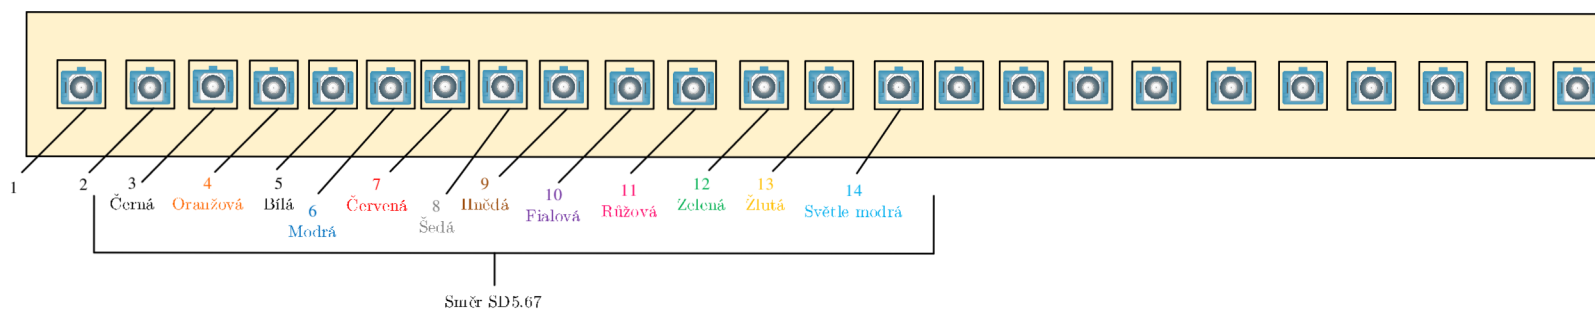 1
2
3
Černá
4
Oranžová
5
Bílá
6
Modrá
7
Červená
8
Šedá
9
Hnědá
10
Fialová
11
Růžová
12
Zelená
13
Žlutá
14
Světle modrá
Směr SD5.67